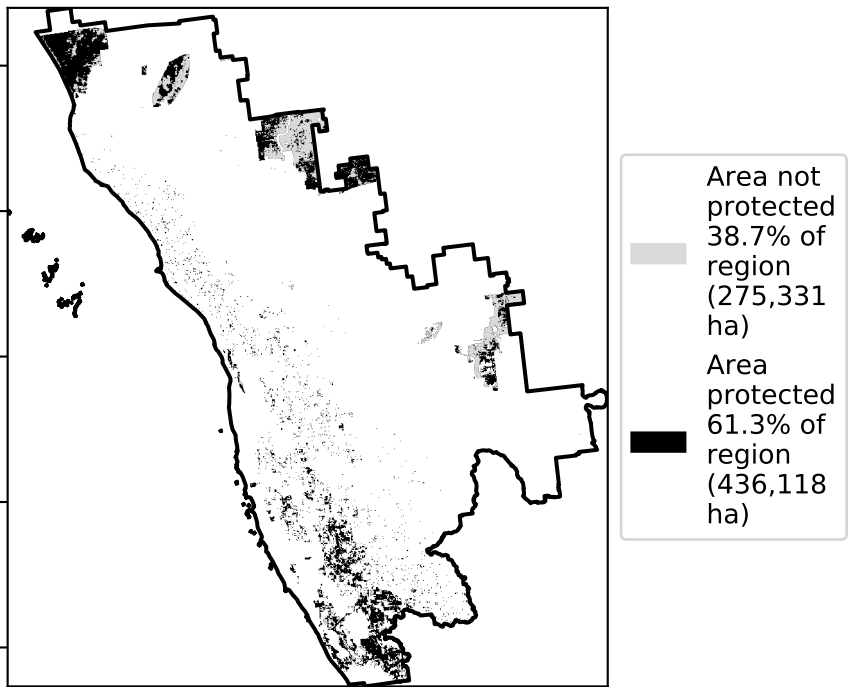 Area not
protected
38.7% of
region
(275,331
ha)
Area
protected
61.3% of
region
(436,118
ha)